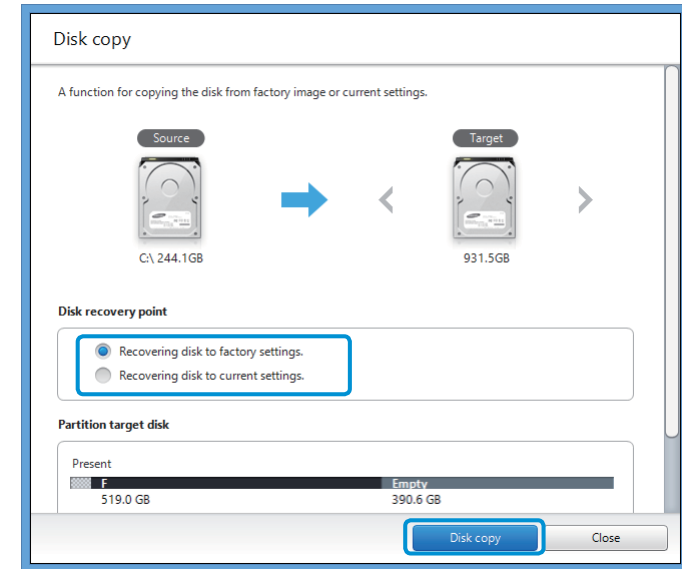 Disk copy
A function for copying the disk from factory image or current settings.
Source
Target
C:\ 244.1GB
931.5GB
Disk recovery point
Recovering disk to factory settings.
Recovering disk to current settings.
Partition target disk
Present
F
Empty
519.0 GB
390.6 GB
Disk copy
Close